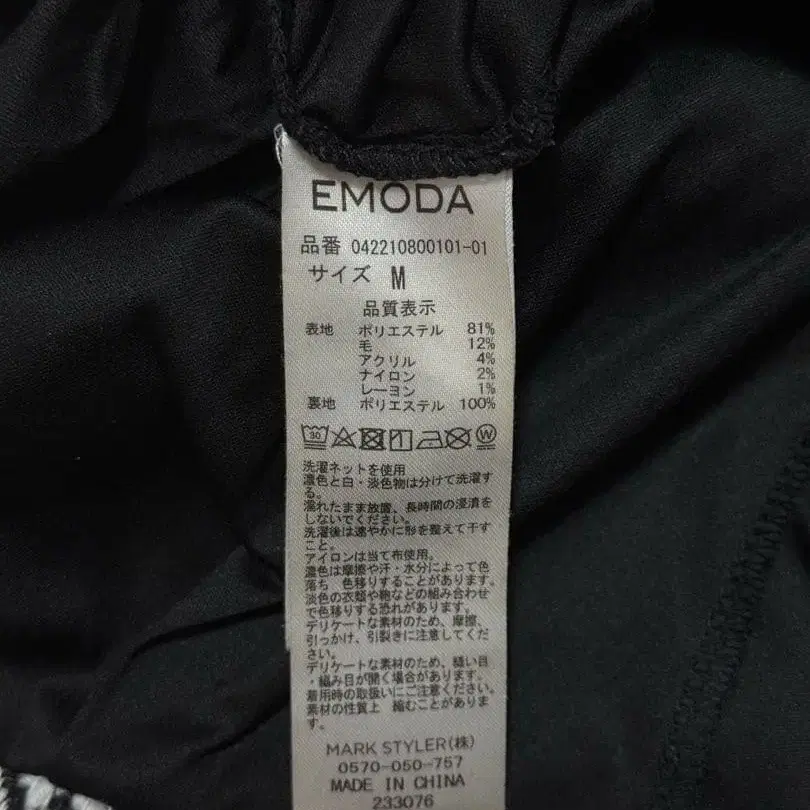 EMODA
品番 042210800101-01
サイズ M
品質表示
表地 ポリエステル 81%
毛 12%
アクリル 4%
ナイロン 2%
レーヨン 1%
裏地 ポリエステル 100%
30 W
洗濯ネットを使用
濃色と白・淡色物は分けて洗濯す
る。
濡れたまま放置、長時間の浸漬を
しないでください。
洗濯後は速やかに形を整えて干す
こと。
アイロンは当て布使用。
濃色は摩擦や汗・水分によって色
落ち 色移りすることがあります。
淡色の衣類や鞄などの組み合わせ
で色移りする恐れがあります。
デリケートな素材のため、摩擦、
引っかけ、引裂きに注意してくだ
さい。
デリケートな素材のため、縫い目
・編み目が開く場合があります。
着用時の取扱いにご注意ください。
素材の性質上 縮むことがありま
す。
MARK STYLER(株)
0570-050-757
MADE IN CHINA
233076